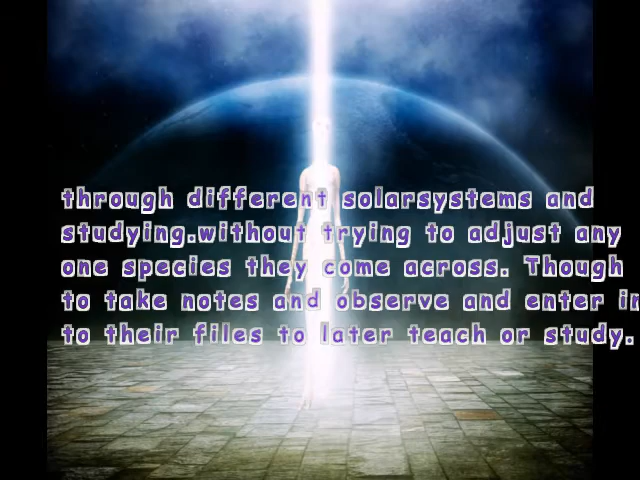 through different solarsystems and
studying.without trying to adjust any
one species they come across. Though
to take notes and observe and enter in
to their files to later teach or study.